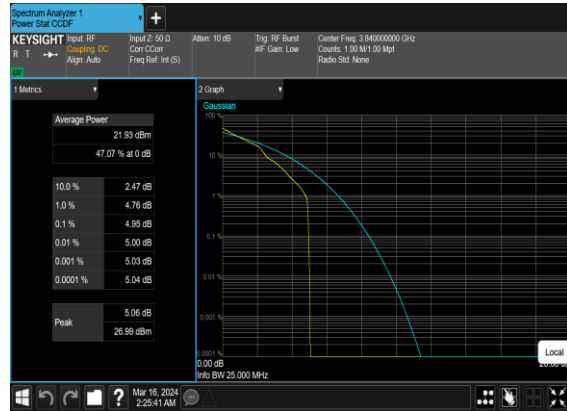 Spectrum Analyzer 1
Power Stat CCDF
KEYSIGHT
R T
Input: RF
Coupling: DC
Align: Auto
Input Z: 50 Ω
Corr CCorr
Freq Ref: Int (S)
Atten: 10 dB
Trig: RF Burst
#IF Gain: Low
Center Freq: 3.840000000 GHz
Counts: 1.00 M/1.00 Mpt
Radio Std: None
1 Metrics
2 Graph
Average Power
21.93 dBm
47.07 % at 0 dB
10.0 % 2.47 dB
1.0 % 4.76 dB
0.1 % 4.95 dB
0.01 % 5.00 dB
0.001 % 5.03 dB
0.0001 % 5.04 dB
Peak
5.06 dB
26.99 dBm
Gaussian
100 %
10 %
1 %
0.1 %
0.01 %
0.001 %
0.0001 %
0.00 dB
Info BW 25.000 MHz
Local
Mar 16, 2024
2:25:41 AM